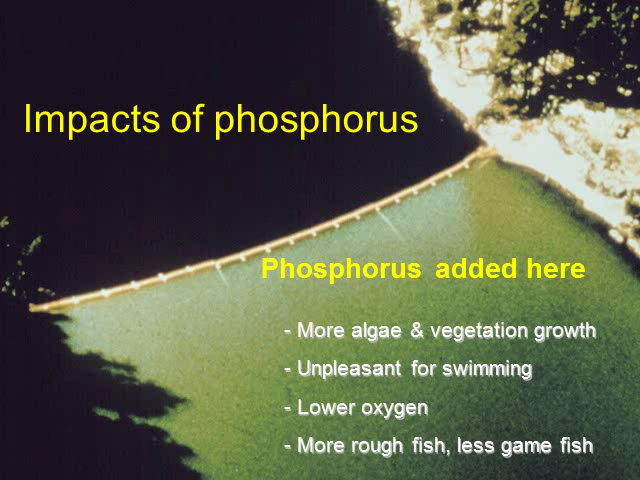 Impacts of phosphorus
Phosphorus added here
- More algae & vegetation growth
- Unpleasant for swimming
- Lower oxygen
- More rough fish, less game fish